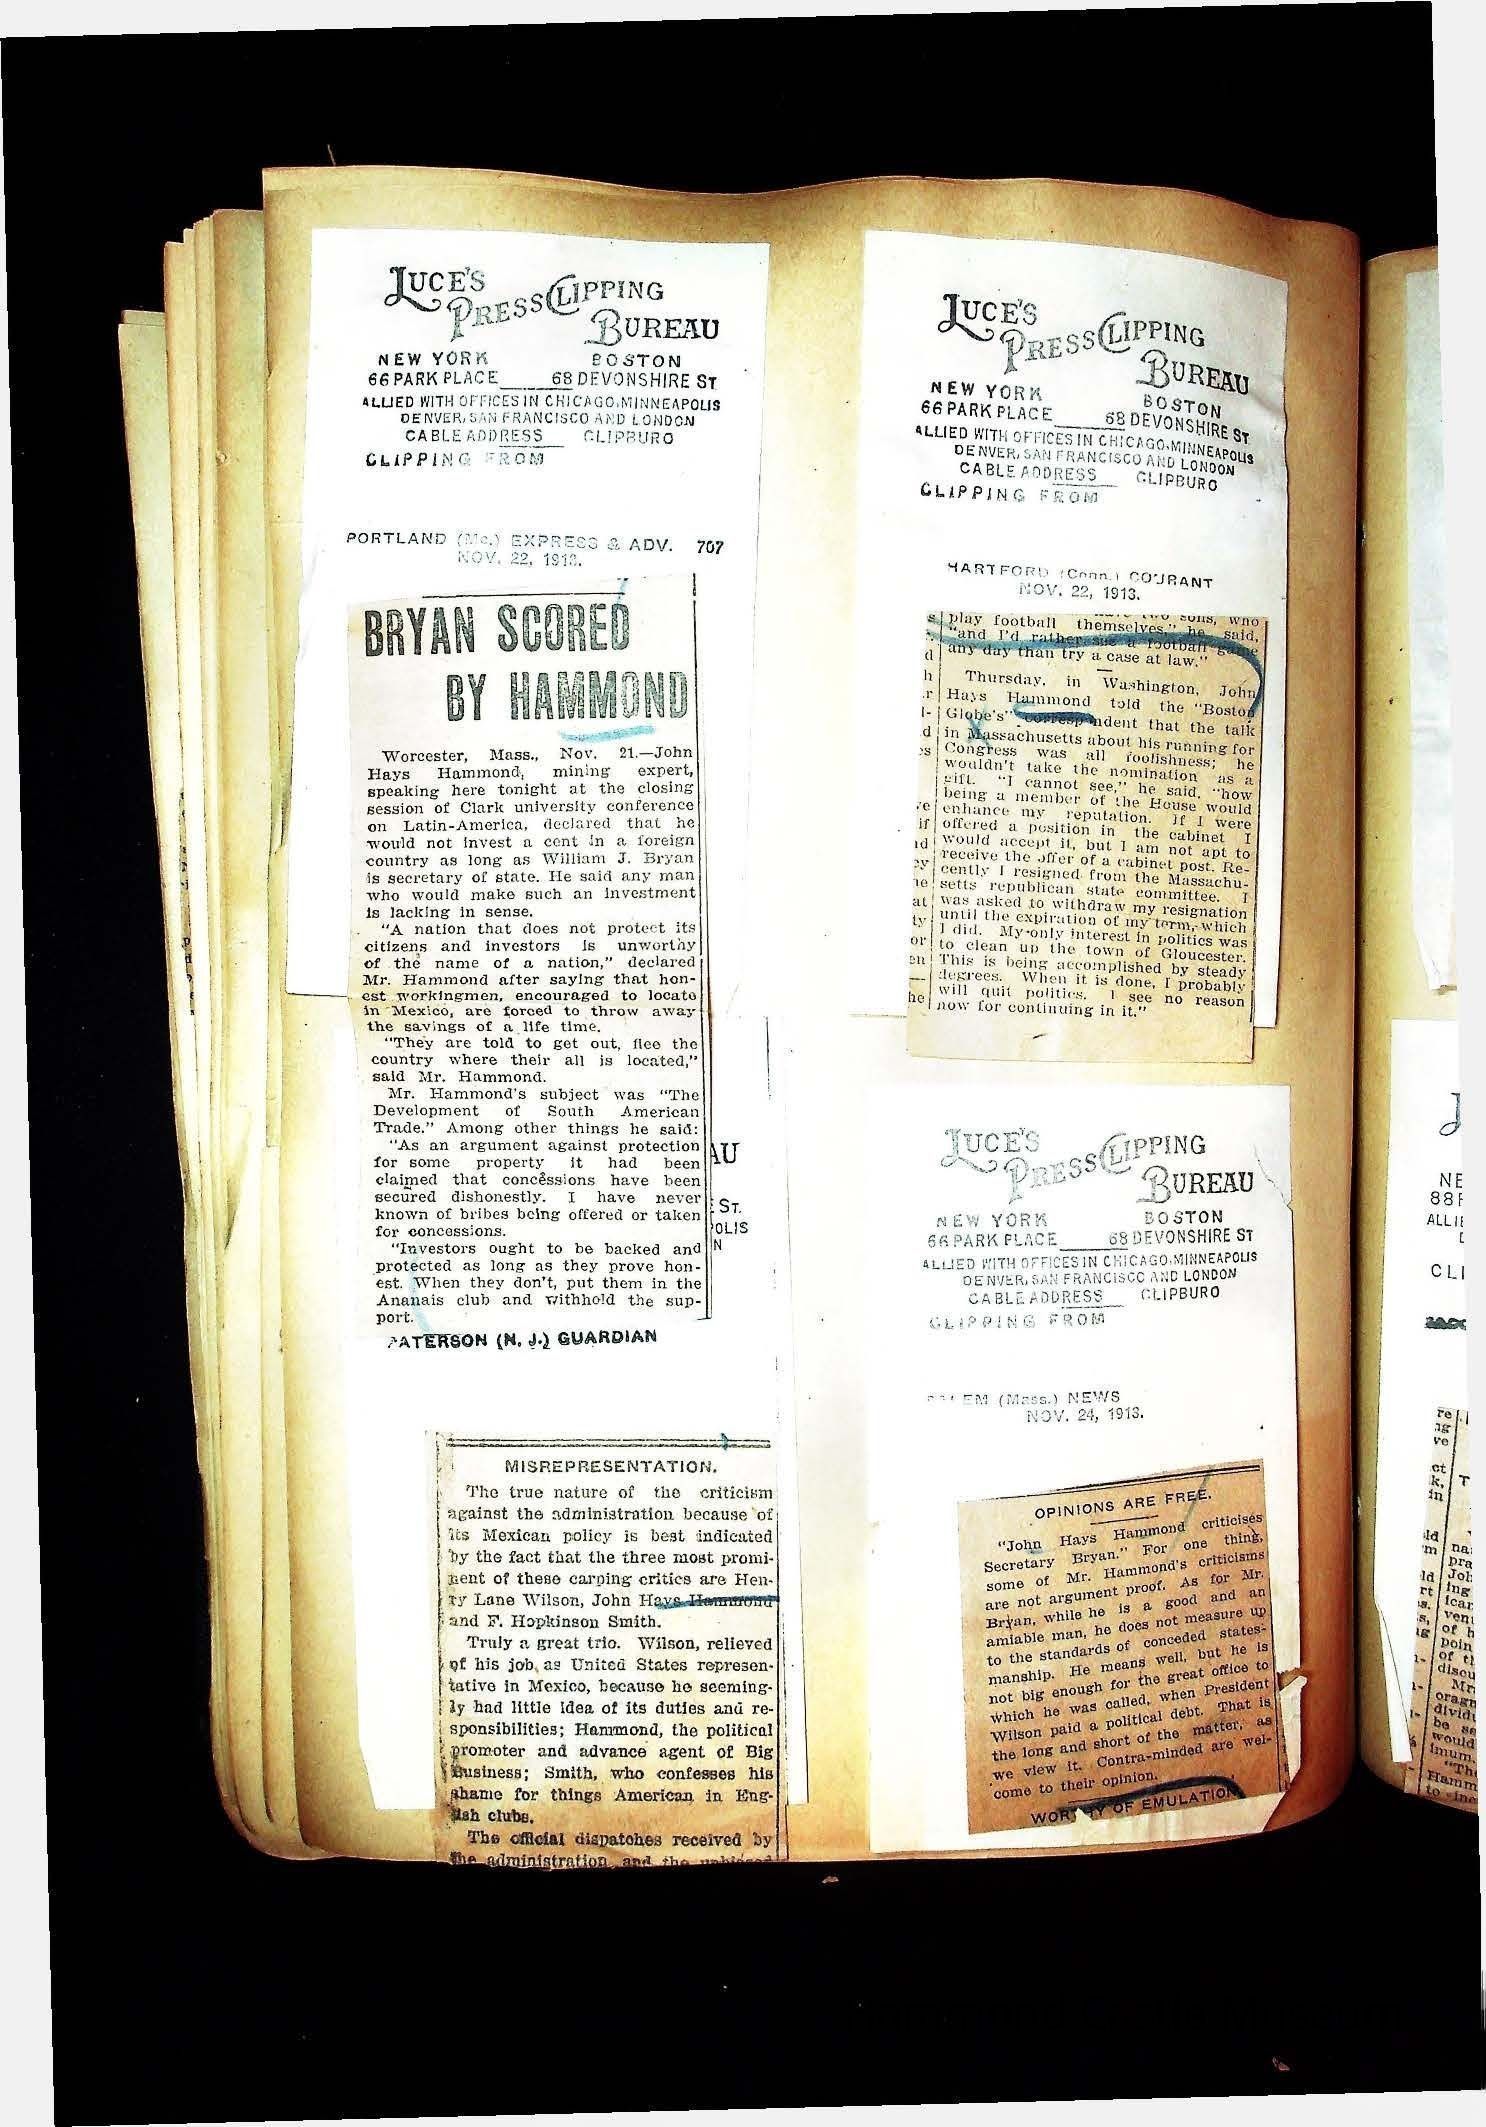 LUCE'S
PRESS CLIPPING
BUREAU
NEW YORK BOSTON
66 PARK PLACE 68 DEVONSHIRE ST
ALLIED WITH OFFICES IN CHICAGO, MINNEAPOLIS
DENVER, SAN FRANCISCO AND LONDON
CABLE ADDRESS CLIPBURO
CLIPPING FROM
PORTLAND (Me.) EXPRESS & ADV. 707
NOV. 22, 1913.
BRYAN SCORED
BY HAMMOND
Worcester, Mass., Nov. 21.—John
Hays Hammond, mining expert,
speaking here tonight at the closing
session of Clark university conference
on Latin-America, declared that he
would not invest a cent in a foreign
country as long as William J. Bryan
is secretary of state. He said any man
who would make such an investment
is lacking in sense.
"A nation that does not protect its
citizens and investors is unworthy
of the name of a nation," declared
Mr. Hammond after saying that hon-
est workingmen, encouraged to locate
in Mexico, are forced to throw away
the savings of a life time.
"They are told to get out, flee the
country where their all is located,"
said Mr. Hammond.
Mr. Hammond's subject was "The
Development of South American
Trade." Among other things he said:
"As an argument against protection
for some property it had been
claimed that concessions have been
secured dishonestly. I have never
known of bribes being offered or taken
for concessions.
"Investors ought to be backed and
protected as long as they prove hon-
est. When they don't, put them in the
Ananais club and withhold the sup-
port.
AU
ST.
OLIS
N
PATERSON (N. J.) GUARDIAN
MISREPRESENTATION.
The true nature of the criticism
against the administration because of
its Mexican policy is best indicated
by the fact that the three most promi-
nent of these carping critics are Hen-
ry Lane Wilson, John Hays Hammond
and F. Hopkinson Smith.
Truly a great trio. Wilson, relieved
of his job as United States represen-
tative in Mexico, because he seeming-
ly had little idea of its duties and re-
sponsibilities; Hammond, the political
promoter and advance agent of Big
Business; Smith, who confesses his
shame for things American in Eng-
lish clubs.
The official dispatches received by
the administration and the
LUCE'S
PRESS CLIPPING
BUREAU
NEW YORK BOSTON
66 PARK PLACE 68 DEVONSHIRE ST
ALLIED WITH OFFICES IN CHICAGO, MINNEAPOLIS
DENVER, SAN FRANCISCO AND LONDON
CABLE ADDRESS CLIPBURO
CLIPPING FROM
HARTFORD (Conn.) COURANT
NOV. 22, 1913.
have two sons, who
play football themselves," he said,
"and I'd rather see a football game
any day than try a case at law."
Thursday, in Washington, John
Hays Hammond told the "Boston
Globe's" correspondent that the talk
in Massachusetts about his running for
Congress was all foolishness; he
wouldn't take the nomination as a
gift. "I cannot see," he said, "how
being a member of the House would
enhance my reputation. If I were
offered a position in the cabinet I
would accept it, but I am not apt to
receive the offer of a cabinet post. Re-
cently I resigned from the Massachu-
setts republican state committee. I
was asked to withdraw my resignation
until the expiration of my term, which
I did. My only interest in politics was
to clean up the town of Gloucester.
This is being accomplished by steady
degrees. When it is done, I probably
will quit politics. I see no reason
now for continuing in it."
LUCE'S
PRESS CLIPPING
BUREAU
NEW YORK BOSTON
66 PARK PLACE 68 DEVONSHIRE ST
ALLIED WITH OFFICES IN CHICAGO, MINNEAPOLIS
DENVER, SAN FRANCISCO AND LONDON
CABLE ADDRESS CLIPBURO
CLIPPING FROM
SALEM (Mass.) NEWS
NOV. 24, 1913.
OPINIONS ARE FREE.
"John Hays Hammond criticises
Secretary Bryan." For one thing,
some of Mr. Hammond's criticisms
are not argument proof. As for Mr.
Bryan, while he is a good and an
amiable man, he does not measure up
to the standards of conceded states-
manship. He means well, but he is
not big enough for the great office to
which he was called, when President
Wilson paid a political debt. That is
the long and short of the matter, as
we view it. Contra-minded are wel-
come to their opinion.
WORTHY OF EMULATION